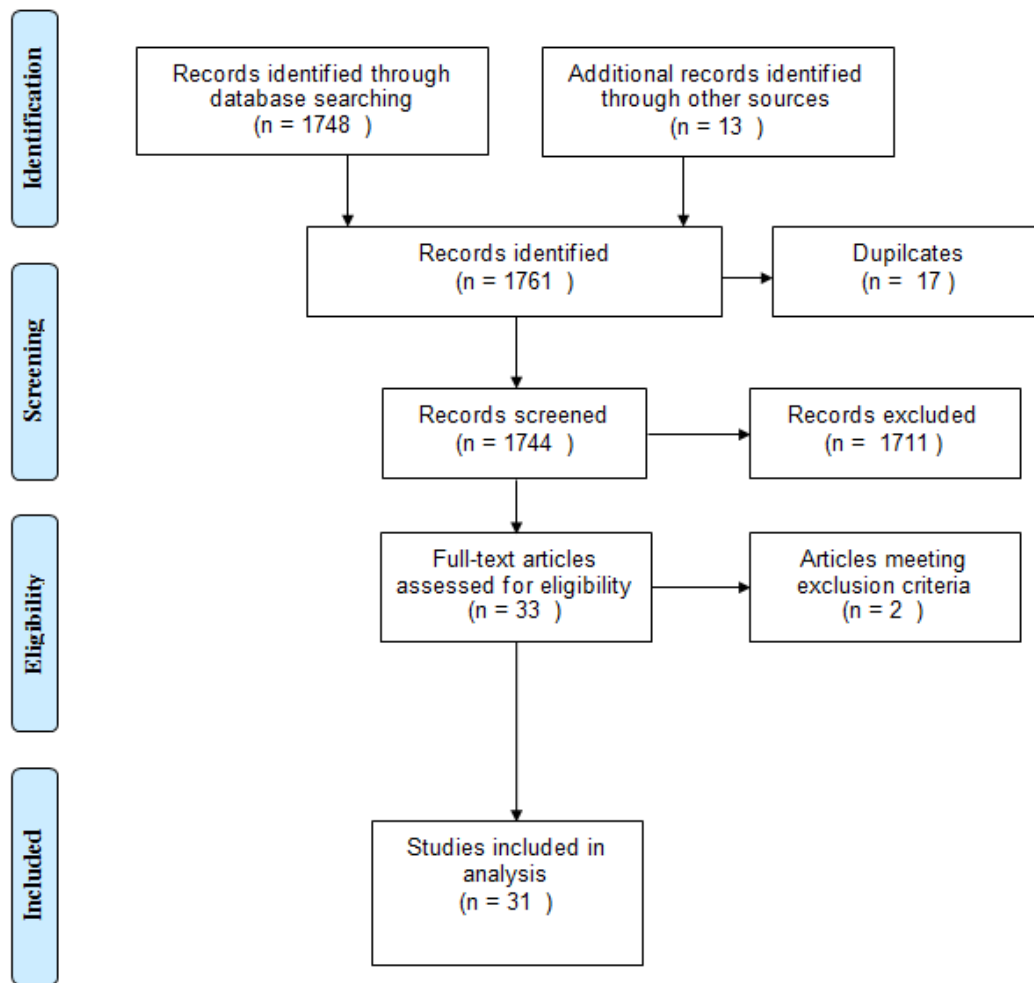 Identification
Records identified through
database searching
(n = 1748  )
Additional records identified
through other sources
(n = 13  )
Records identified
(n = 1761  )
Dupilcates
(n =  17 )
Screening
Records screened
(n = 1744  )
Records excluded
(n =  1711 )
Eligibility
Full-text articles
assessed for eligibility
(n = 33  )
Articles meeting
exclusion criteria
(n = 2  )
Included
Studies included in
analysis
(n = 31  )